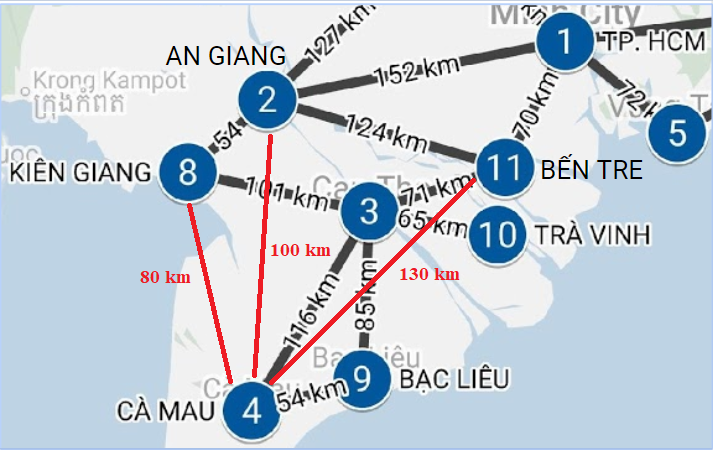 127 km
1
TP. HCM
AN GIANG
152 km
72
2
Krong Kampot
ក្រុងកំពត
54
124 km
70 km
5
KIÊN GIANG
8
11
BẾN TRE
101 km
71 km
3
65 km
10
TRÀ VINH
80 km
100 km
130 km
116 km
85 km
9
BẠC LIÊU
CÀ MAU
4
54 km